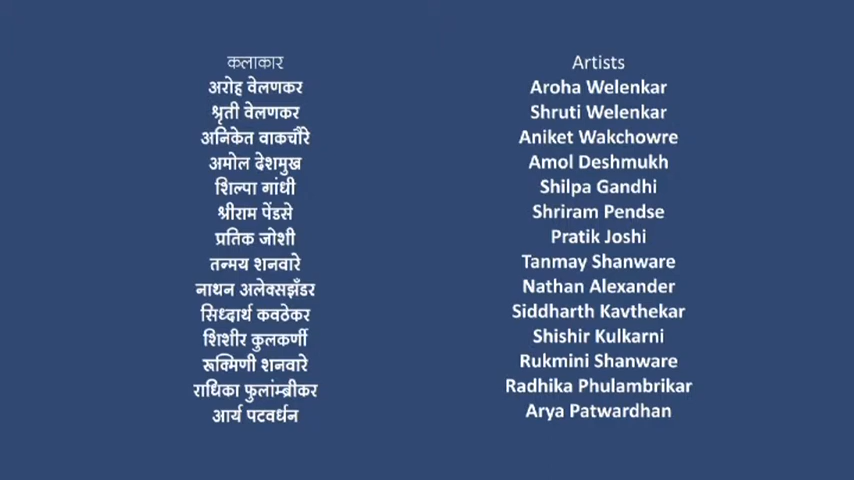 कलाकार
अरोह वेलणकर
श्रृती वेलणकर
अनिकेत वाकचौरे
अमोल देशमुख
शिल्पा गांधी
श्रीराम पेंडसे
प्रतिक जोशी
तन्मय शनवारे
नाथन अलेक्सझँडर
सिध्दार्थ कवठेकर
शिशीर कुलकर्णी
रूक्मिणी शनवारे
राधिका फुलांम्ब्रीकर
आर्य पटवर्धन
Artists
Aroha Welenkar
Shruti Welenkar
Aniket Wakchowre
Amol Deshmukh
Shilpa Gandhi
Shriram Pendse
Pratik Joshi
Tanmay Shanware
Nathan Alexander
Siddharth Kavthekar
Shishir Kulkarni
Rukmini Shanware
Radhika Phulambrikar
Arya Patwardhan